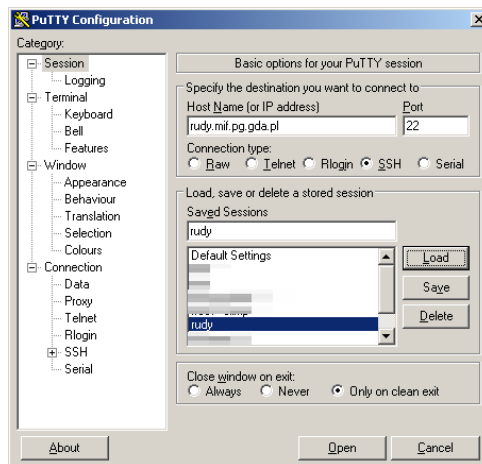 PuTTY Configuration
Category:
Session
Logging
Terminal
Keyboard
Bell
Features
Window
Appearance
Behaviour
Translation
Selection
Colours
Connection
Data
Proxy
Telnet
Rlogin
SSH
Serial
Basic options for your PuTTY session
Specify the destination you want to connect to
Host Name (or IP address) Port
rudy.mif.pg.gda.pl 22
Connection type:
Raw Telnet Rlogin SSH Serial
Load, save or delete a stored session
Saved Sessions
rudy
Default Settings
rudy
Load
Save
Delete
Close window on exit:
Always Never Only on clean exit
About Open Cancel